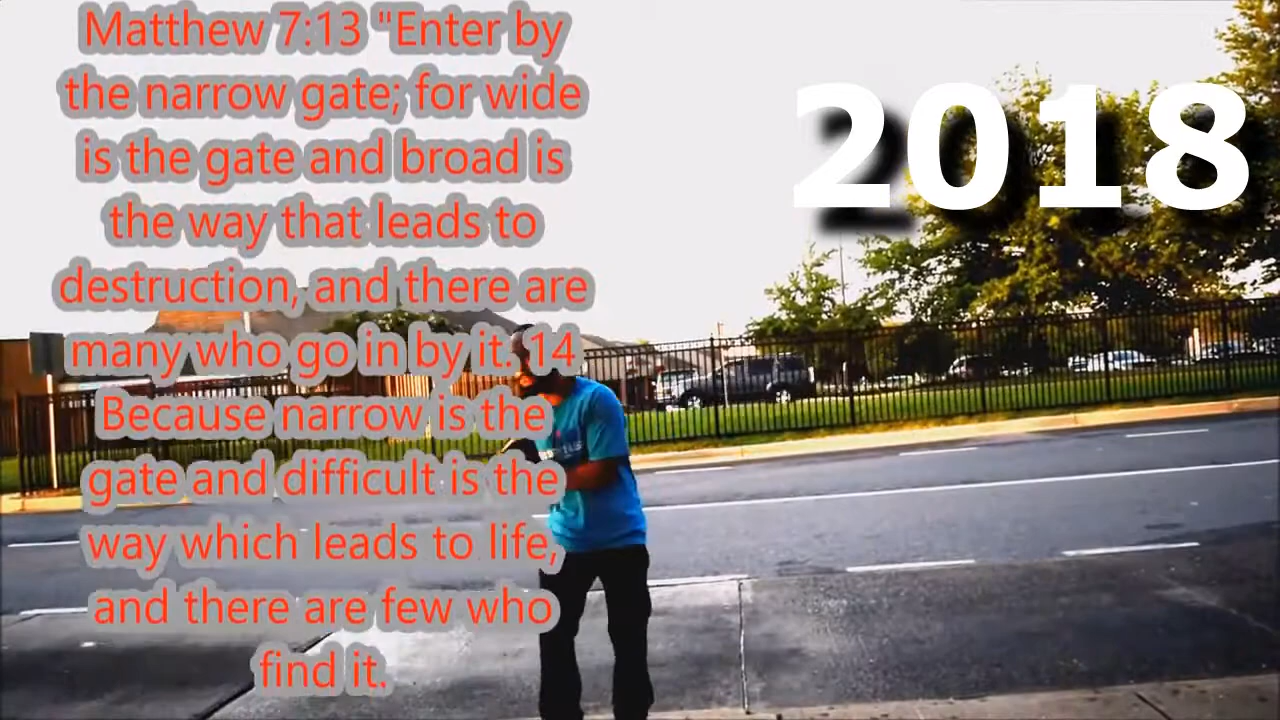 Matthew 7:13 "Enter by
the narrow gate; for wide
is the gate and broad is
the way that leads to
destruction, and there are
many who go in by it. 14
Because narrow is the
gate and difficult is the
way which leads to life,
and there are few who
find it.
2018